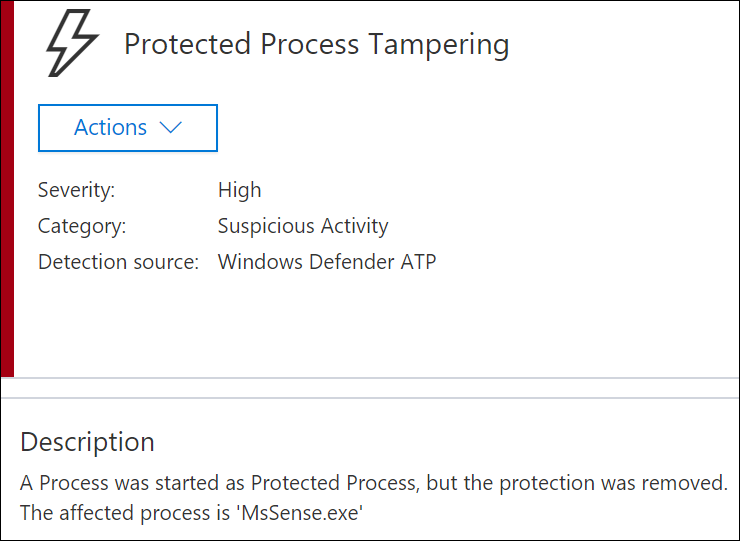 Protected Process Tampering
Actions
Severity: High
Category: Suspicious Activity
Detection source: Windows Defender ATP
Description
A Process was started as Protected Process, but the protection was removed.
The affected process is 'MsSense.exe'